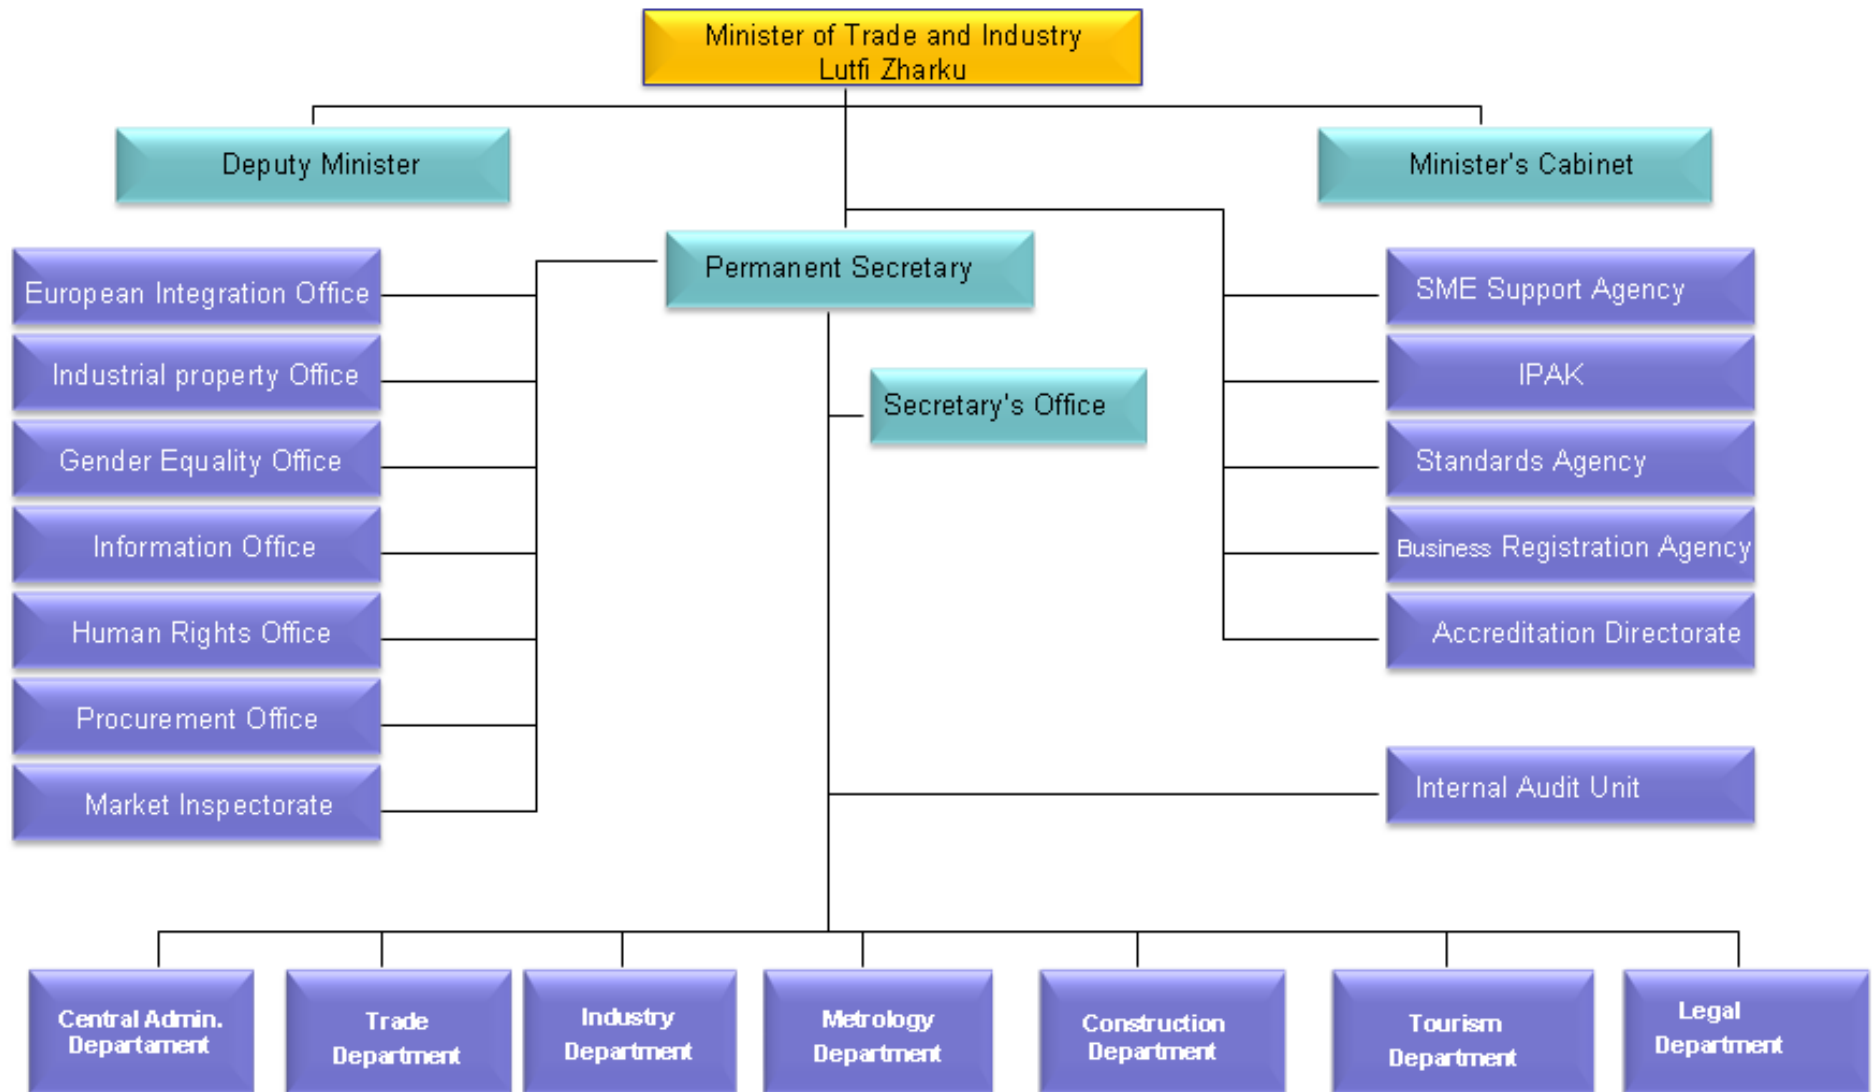 Minister of Trade and Industry
Lutfi Zharku
Deputy Minister
Minister's Cabinet
Permanent Secretary
Secretary's Office
European Integration Office
Industrial property Office
Gender Equality Office
Information Office
Human Rights Office
Procurement Office
Market Inspectorate
SME Support Agency
IPAK
Standards Agency
Business Registration Agency
Accreditation Directorate
Internal Audit Unit
Central Admin.
Departament
Trade
Department
Industry
Department
Metrology
Department
Construction
Department
Tourism
Department
Legal
Department